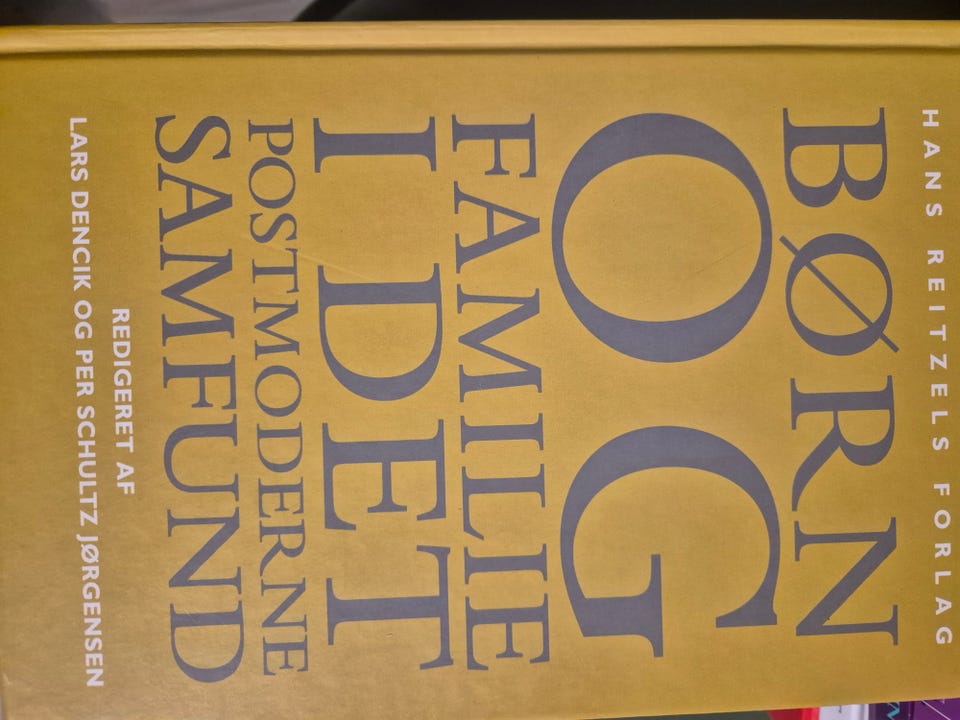 HANS REITZELS FORLAG
BØRN
OG
FAMILIE
I DET
POSTMODERNE
SAMFUND
REDIGERET AF
LARS DENCIK OG PER SCHULTZ JØRGENSEN